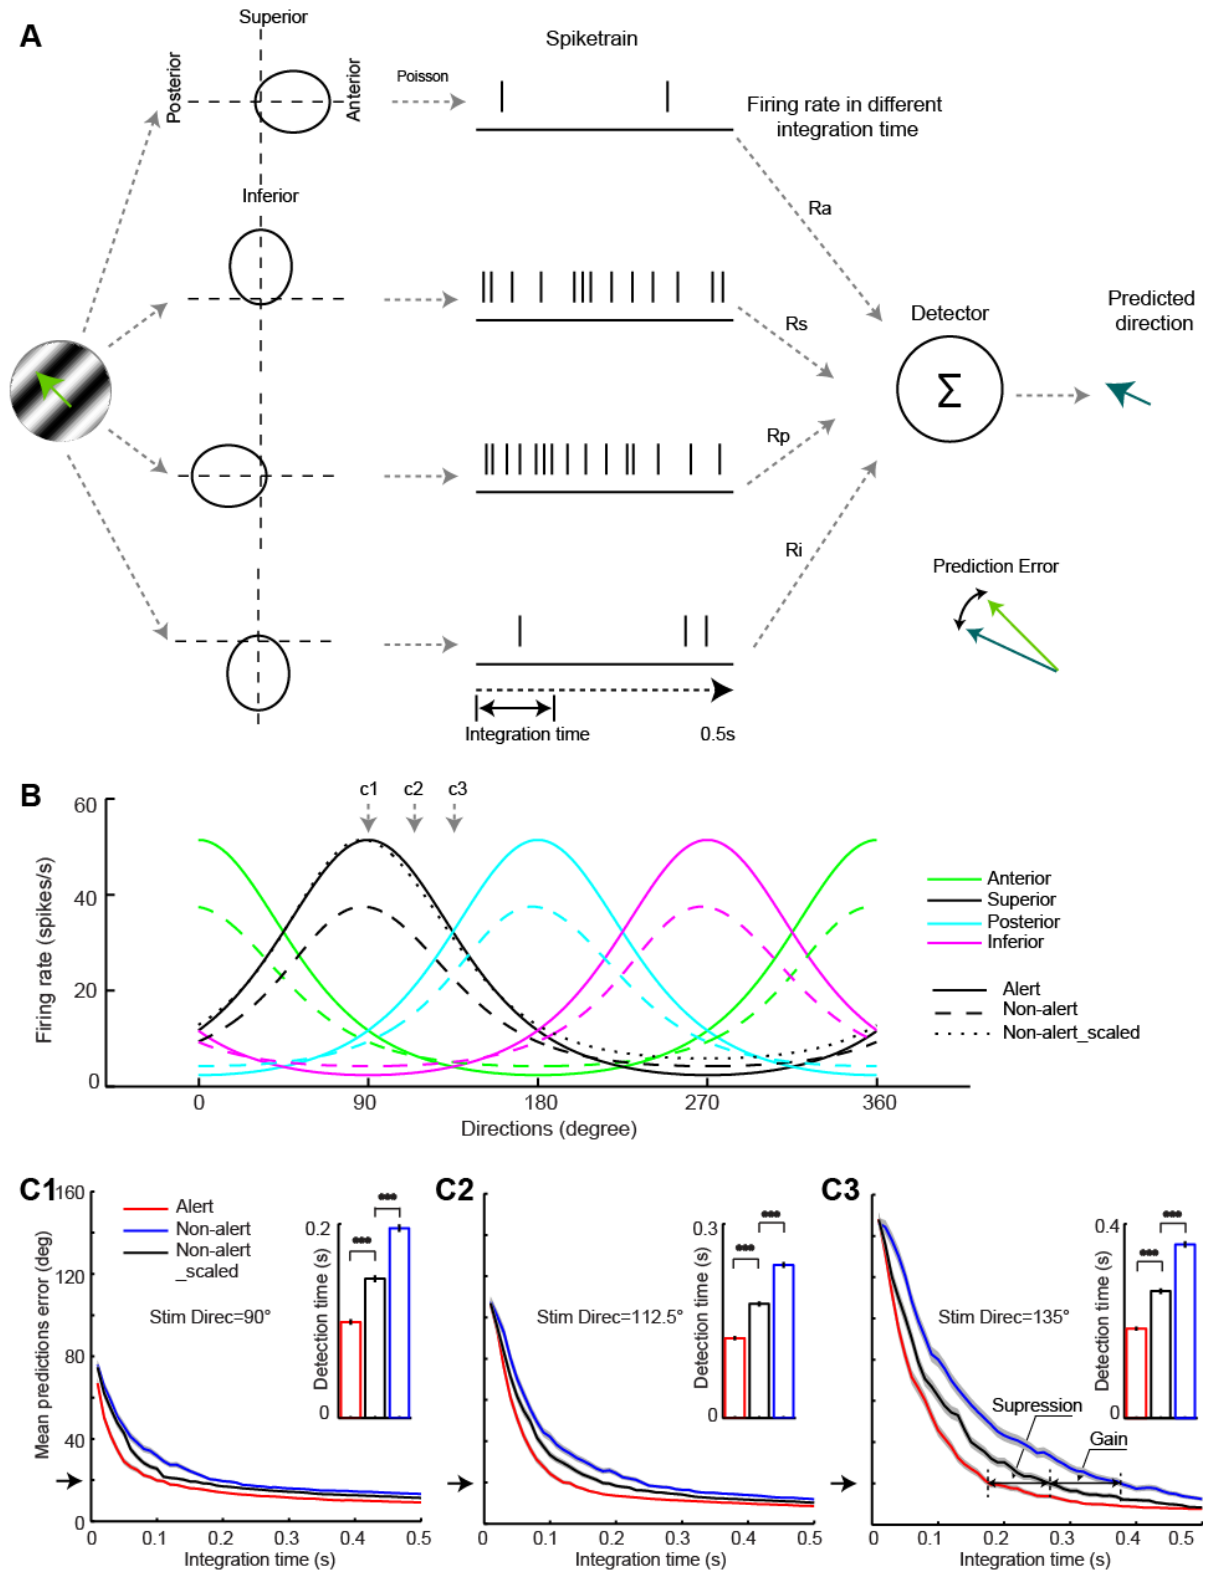 A
Superior
Posterior
Anterior
Inferior
Poisson
Spiketrain
Firing rate in different
integration time
Ra
Rs
Rp
Ri
Detector
Σ
Predicted
direction
Prediction Error
Integration time
0.5s
B
c1
c2
c3
60
40
20
0
Firing rate (spikes/s)
0
90
180
270
360
Directions (degree)
Anterior
Superior
Posterior
Inferior
Alert
Non-alert
Non-alert_scaled
C1
160
120
80
40
0
Mean predictions error (deg)
Alert
Non-alert
Non-alert
_scaled
Stim Direc=90°
0.2
0
Detection time (s)
●●●
●●●
0
0.1
0.2
0.3
0.4
0.5
Integration time (s)
C2
Stim Direc=112.5°
0.3
0
Detection time (s)
●●●
●●●
0
0.1
0.2
0.3
0.4
0.5
Integration time (s)
C3
Stim Direc=135°
0.4
0
Detection time (s)
●●●
●●●
Supression
Gain
0
0.1
0.2
0.3
0.4
0.5
Integration time (s)